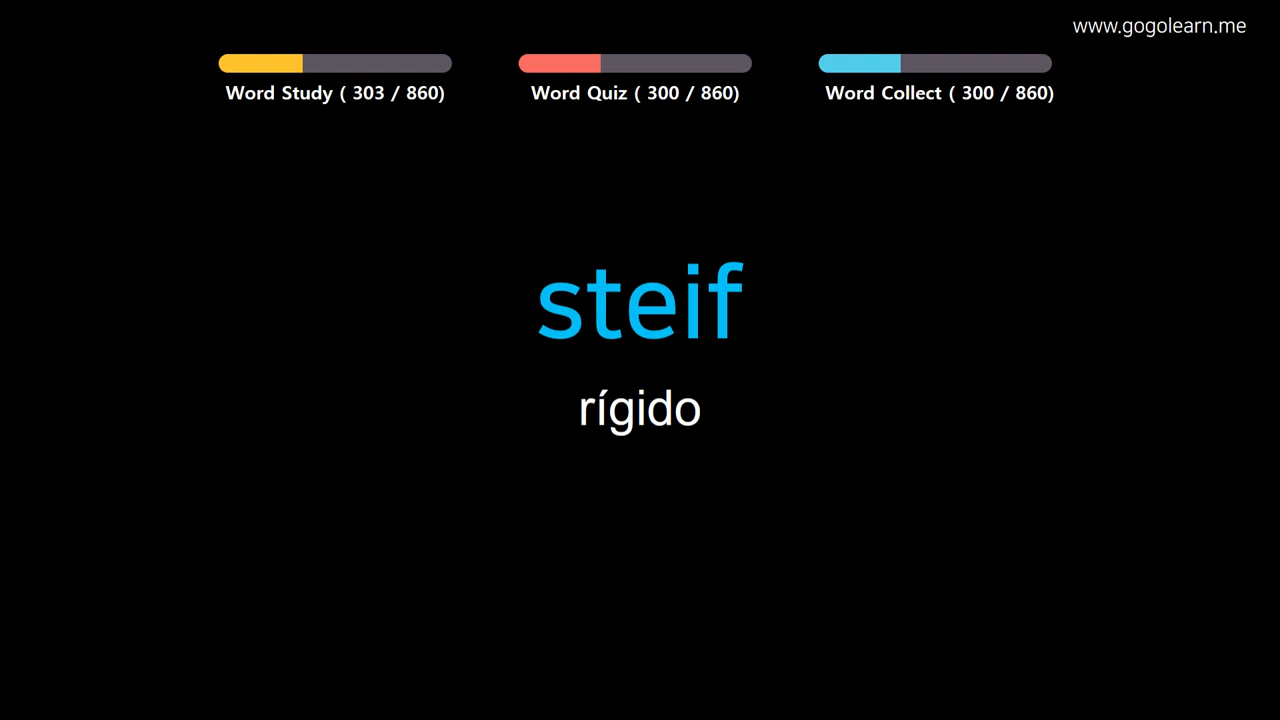 www.gogolearn.me
Word Study ( 303 / 860)
Word Quiz ( 300 / 860)
Word Collect ( 300 / 860)
steif
rígido